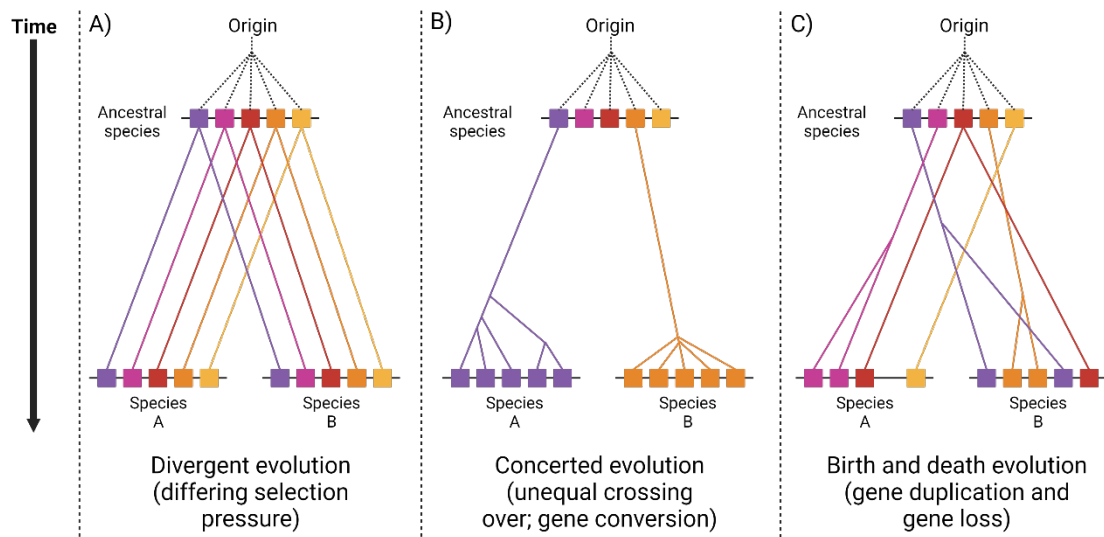 Time
A)
Origin
Ancestral
species
Species
A
Species
B
Divergent evolution
(differing selection
pressure)
B)
Origin
Ancestral
species
Species
A
Species
B
Concerted evolution
(unequal crossing
over; gene conversion)
C)
Origin
Ancestral
species
Species
A
Species
B
Birth and death evolution
(gene duplication and
gene loss)